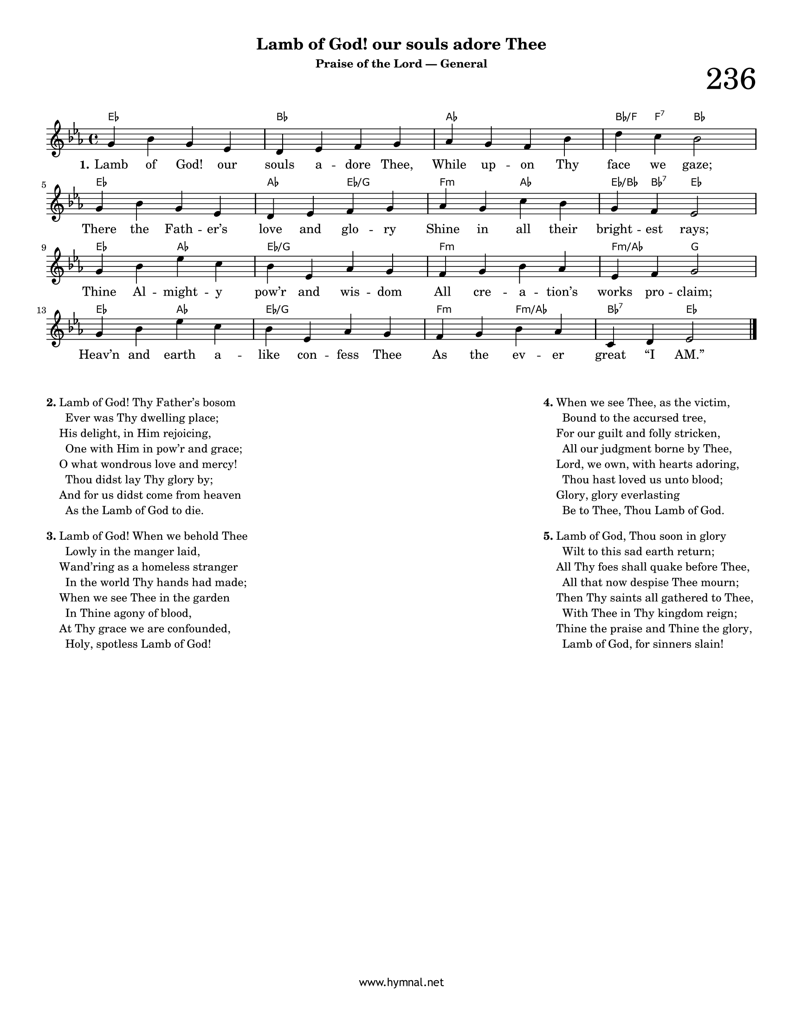 Lamb of God! our souls adore Thee
Praise of the Lord — General
236
E♭ B♭ A♭ B♭/F F7 B♭
1. Lamb of God! our souls a - dore Thee, While up - on Thy face we gaze;
5 E♭ A♭ E♭/G Fm A♭ E♭/B♭ B♭7 E♭
There the Fath - er’s love and glo - ry Shine in all their bright - est rays;
9 E♭ A♭ E♭/G Fm Fm/A♭ G
Thine Al - might - y pow’r and wis - dom All cre - a - tion’s works pro - claim;
13 E♭ A♭ E♭/G Fm Fm/A♭ B♭7 E♭
Heav’n and earth a - like con - fess Thee As the ev - er great “I AM.”
2. Lamb of God! Thy Father’s bosom
Ever was Thy dwelling place;
His delight, in Him rejoicing,
One with Him in pow’r and grace;
O what wondrous love and mercy!
Thou didst lay Thy glory by;
And for us didst come from heaven
As the Lamb of God to die.
3. Lamb of God! When we behold Thee
Lowly in the manger laid,
Wand’ring as a homeless stranger
In the world Thy hands had made;
When we see Thee in the garden
In Thine agony of blood,
At Thy grace we are confounded,
Holy, spotless Lamb of God!
4. When we see Thee, as the victim,
Bound to the accursed tree,
For our guilt and folly stricken,
All our judgment borne by Thee,
Lord, we own, with hearts adoring,
Thou hast loved us unto blood;
Glory, glory everlasting
Be to Thee, Thou Lamb of God.
5. Lamb of God, Thou soon in glory
Wilt to this sad earth return;
All Thy foes shall quake before Thee,
All that now despise Thee mourn;
Then Thy saints all gathered to Thee,
With Thee in Thy kingdom reign;
Thine the praise and Thine the glory,
Lamb of God, for sinners slain!
www.hymnal.net